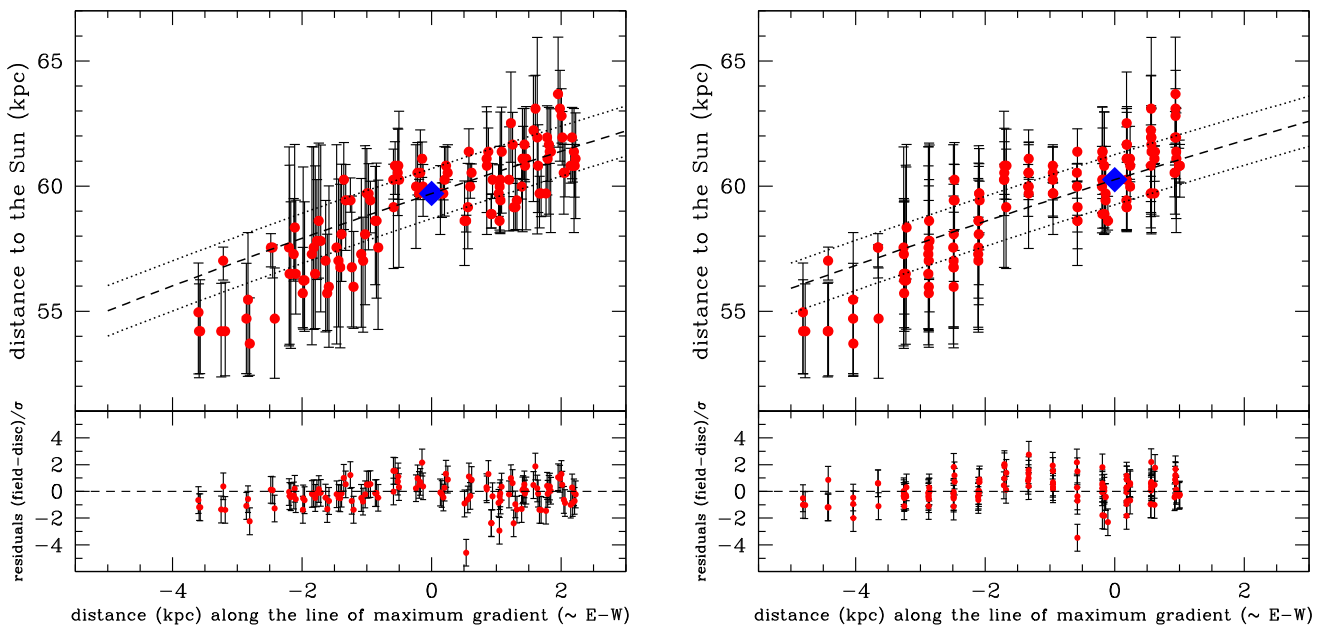 distance to the Sun (kpc)
65
60
55
residuals (field−disc)/σ
4
2
0
−2
−4
−4 −2 0 2
distance (kpc) along the line of maximum gradient (~ E−W)
distance to the Sun (kpc)
65
60
55
residuals (field−disc)/σ
4
2
0
−2
−4
−4 −2 0 2
distance (kpc) along the line of maximum gradient (~ E−W)